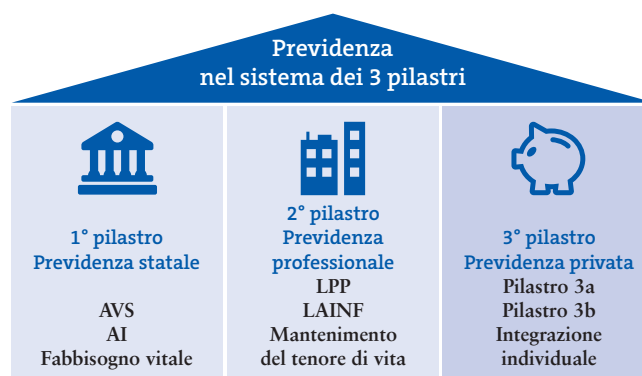 Previdenza
nel sistema dei 3 pilastri
1° pilastro
Previdenza statale
AVS
AI
Fabbisogno vitale
2° pilastro
Previdenza
professionale
LPP
LAINF
Mantenimento
del tenore di vita
3° pilastro
Previdenza privata
Pilastro 3a
Pilastro 3b
Integrazione
individuale